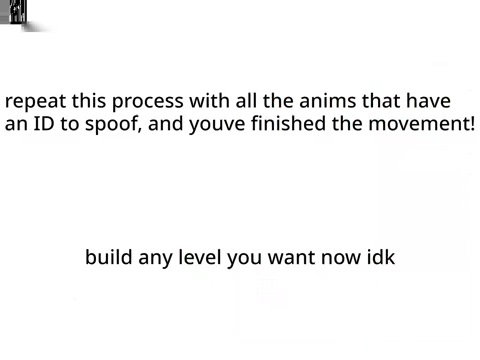 repeat this process with all the anims that have
an ID to spoof, and youve finished the movement!
build any level you want now idk